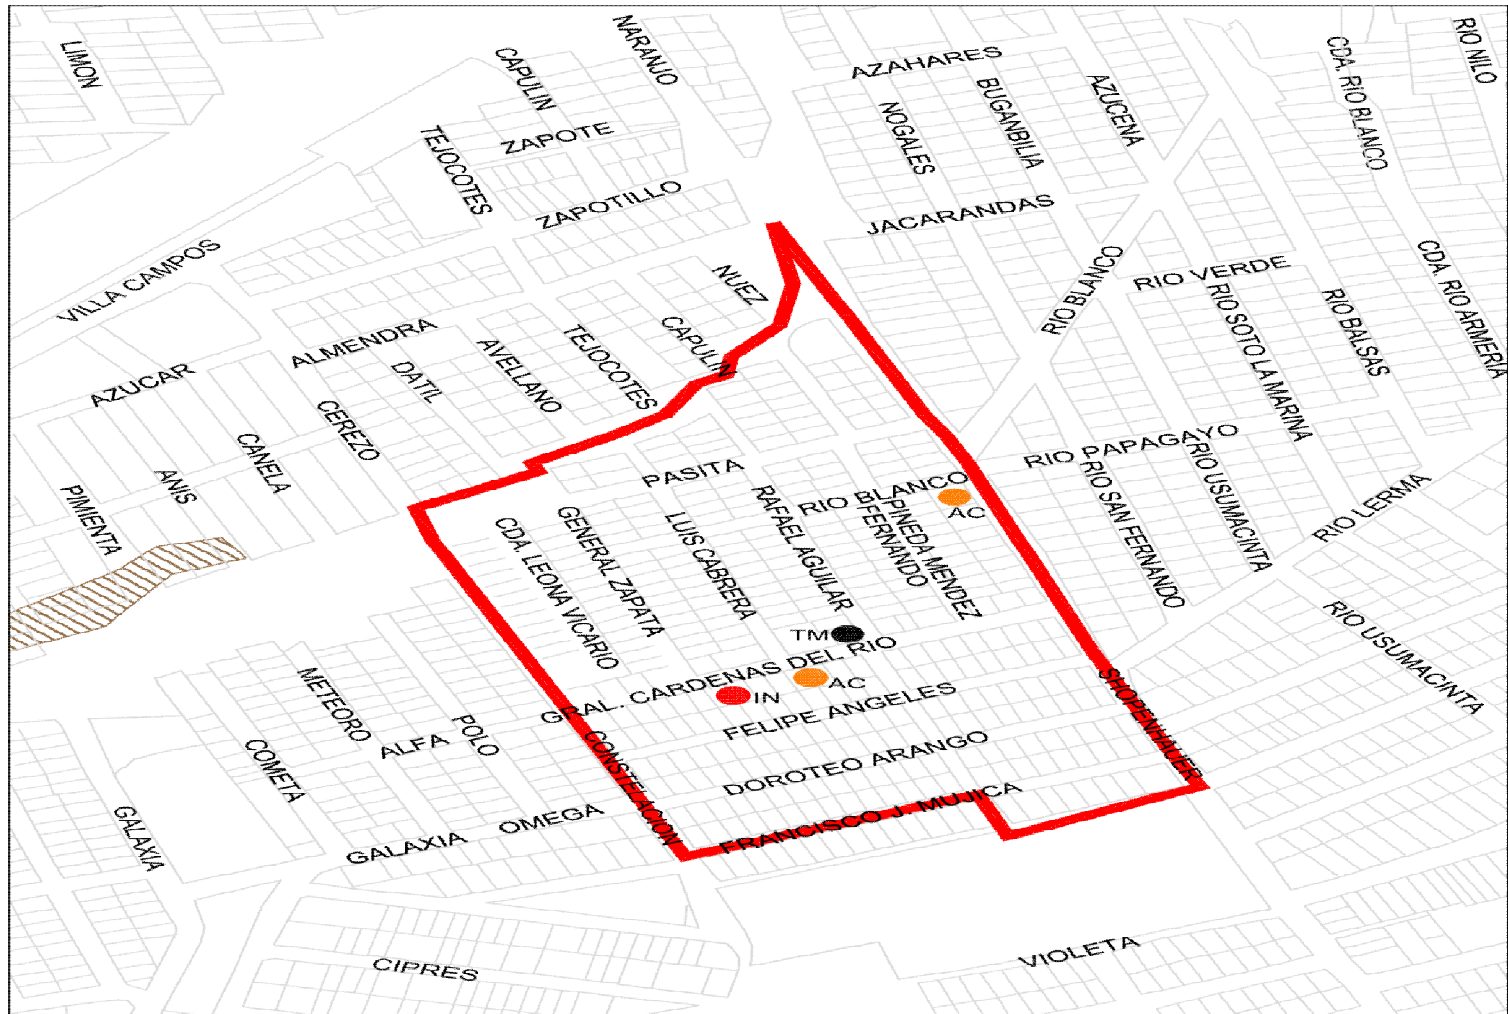 LIMON
CAPULIN
NARANJO
AZAHARES
CDA. RIO BLANCO
RIO NILO
TEJOCOTES
ZAPOTE
NOGALES
BUGANBILIA
AZUCENA
ZAPOTILLO
JACARANDAS
VILLA CAMPOS
NUEZ
RIO BLANCO
RIO VERDE
CDA. RIO ARMERIA
ALMENDRA
AZUCAR
DATIL
AVELLANO
TEJOCOTES
CAPULIN
RIO SOTO LA MARINA
RIO BALSAS
CEREZO
CANELA
ANIS
PIMIENTA
PASITA
RIO BLANCO
AC
RIO PAPAGAYO
RIO SAN FERNANDO
RIO USUMACINTA
RIO LERMA
CDA. LEONA VICARIO
GENERAL ZAPATA
LUIS CABRERA
RAFAEL AGUILAR
FERNANDO
PINEDA MENDEZ
TM
RIO USUMACINTA
GRAL. CARDENAS DEL RIO
IN
AC
METEORO
POLO
ALFA
COMETA
FELIPE ANGELES
SHOPENHAUER
CONSTELACION
DOROTEO ARANGO
GALAXIA
GALAXIA
OMEGA
FRANCISCO J. MUJICA
CIPRES
VIOLETA